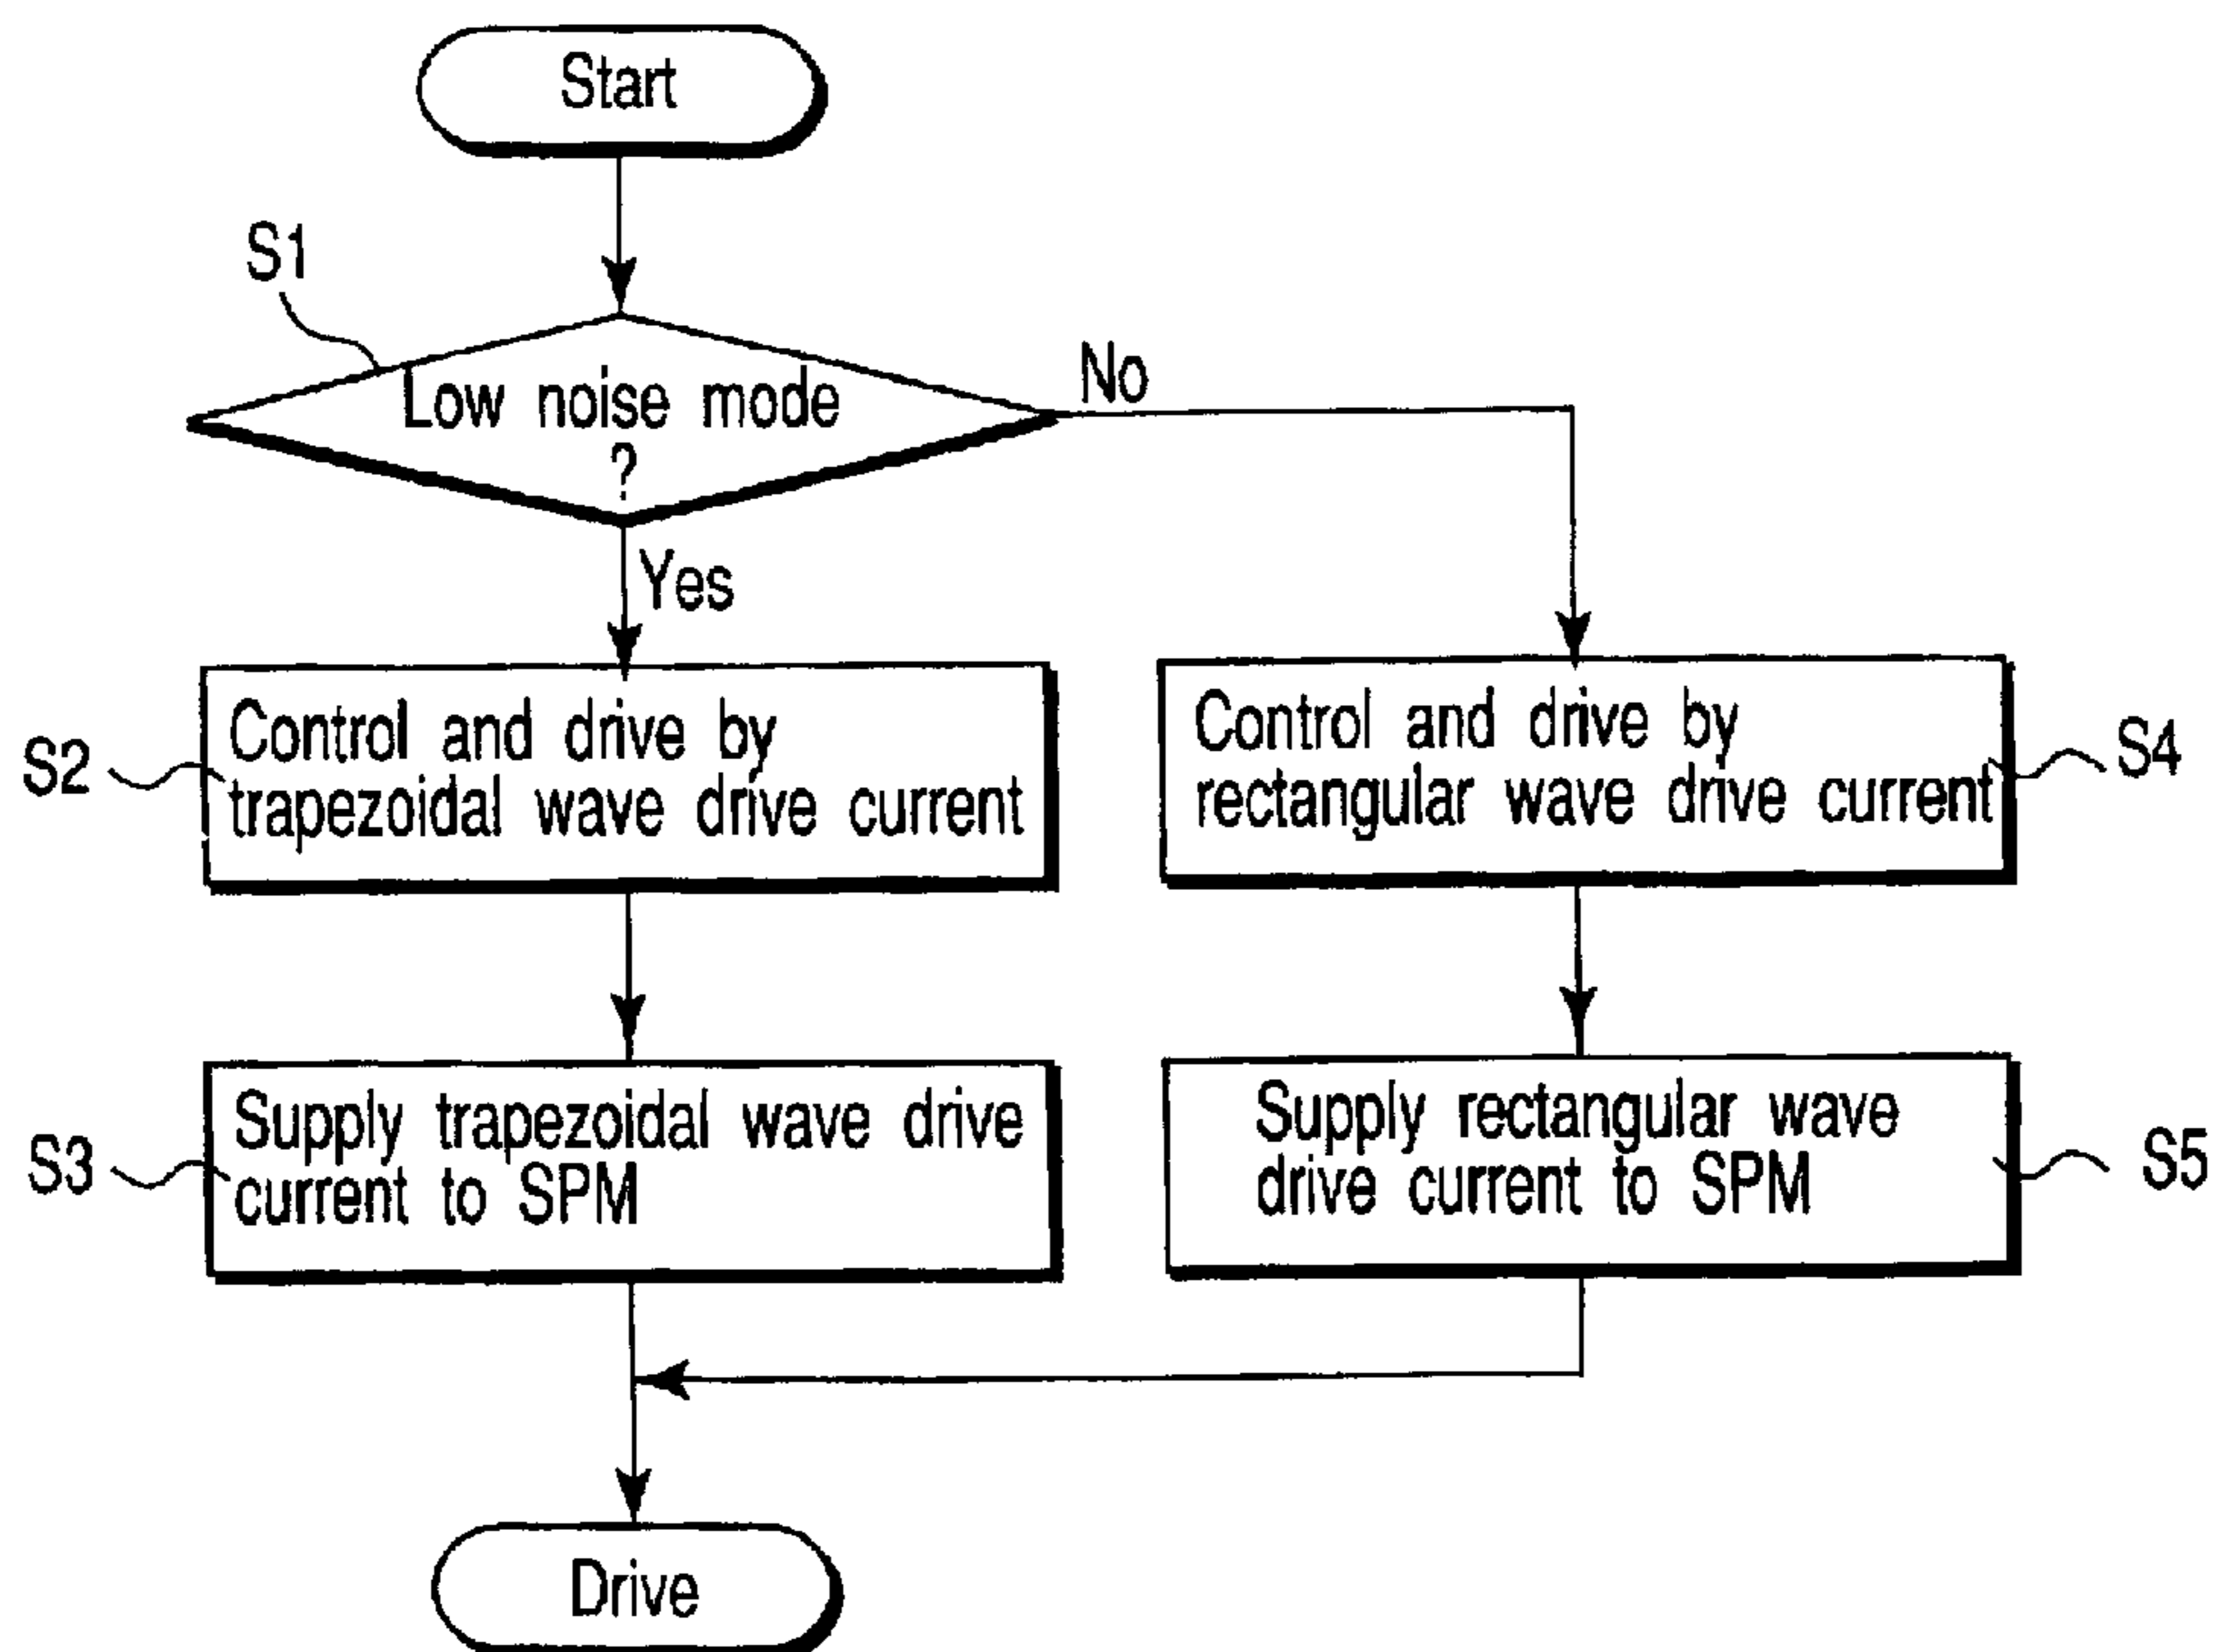 Start
S1
Low noise mode
?
No
Yes
S2
Control and drive by
trapezoidal wave drive current
Control and drive by
rectangular wave drive current
S4
S3
Supply trapezoidal wave drive
current to SPM
Supply rectangular wave
drive current to SPM
S5
Drive